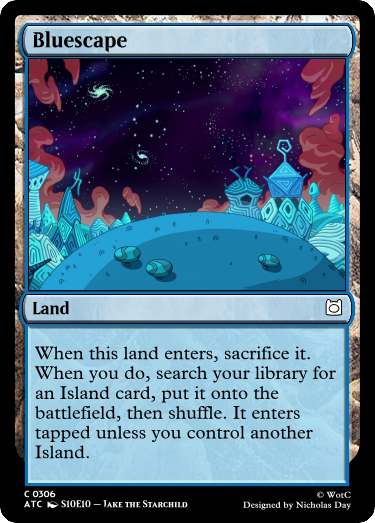 Bluescape
Land
When this land enters, sacrifice it.
When you do, search your library for
an Island card, put it onto the
battlefield, then shuffle. It enters
tapped unless you control another
Island.
C 0306
© WotC
ATC S10E10 – Jake the Starchild
Designed by Nicholas Day